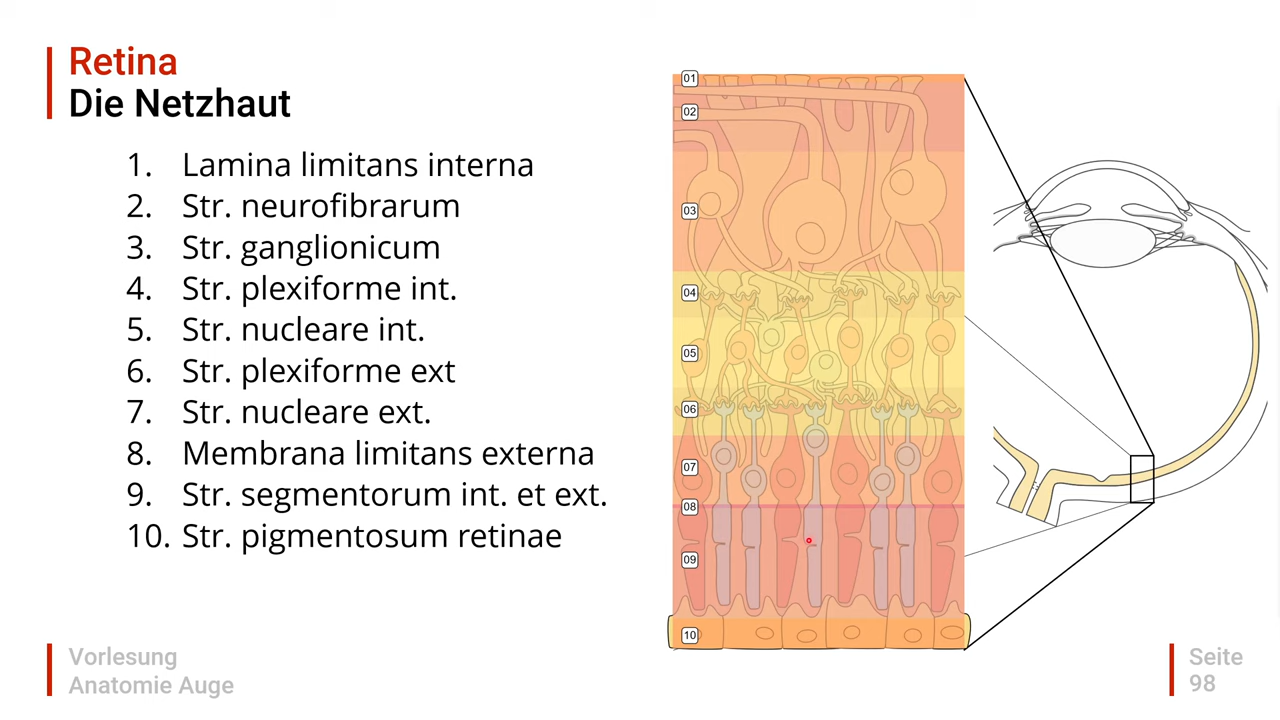 Retina
Die Netzhaut
1. Lamina limitans interna
2. Str. neurofibrarum
3. Str. ganglionicum
4. Str. plexiforme int.
5. Str. nucleare int.
6. Str. plexiforme ext
7. Str. nucleare ext.
8. Membrana limitans externa
9. Str. segmentorum int. et ext.
10. Str. pigmentosum retinae
01
02
03
04
05
06
07
08
09
10
Vorlesung
Anatomie Auge
Seite
98